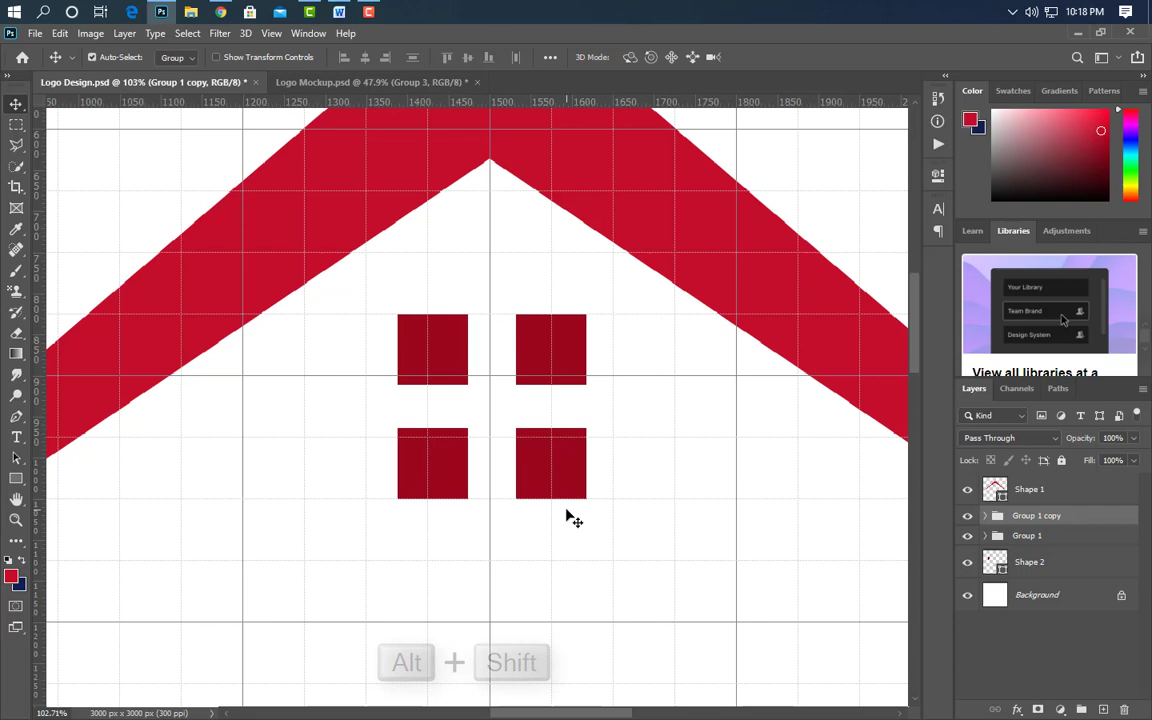 10:18 PM
File Edit Image Layer Type Select Filter 3D View Window Help
Auto-Select: Group Show Transform Controls 3D Mode:
Logo Design.psd @ 103% (Group 1 copy, RGB/8) * Logo Mockup.psd @ 47.9% (Group 3, RGB/8) *
50 1000 1050 1100 1150 1200 1250 1300 1350 1400 1450 1500 1550 1600 1650 1700 1750 1800 1850 1900 1950 2
Color Swatches Gradients Patterns
Learn Libraries Adjustments
Your Library
Team Brand
Design System
View all libraries at a
Layers Channels Paths
Kind
Pass Through Opacity: 100%
Lock: Fill: 100%
Shape 1
Group 1 copy
Group 1
Shape 2
Background
Alt + Shift
102.71% 3000 px x 3000 px (300 ppi)